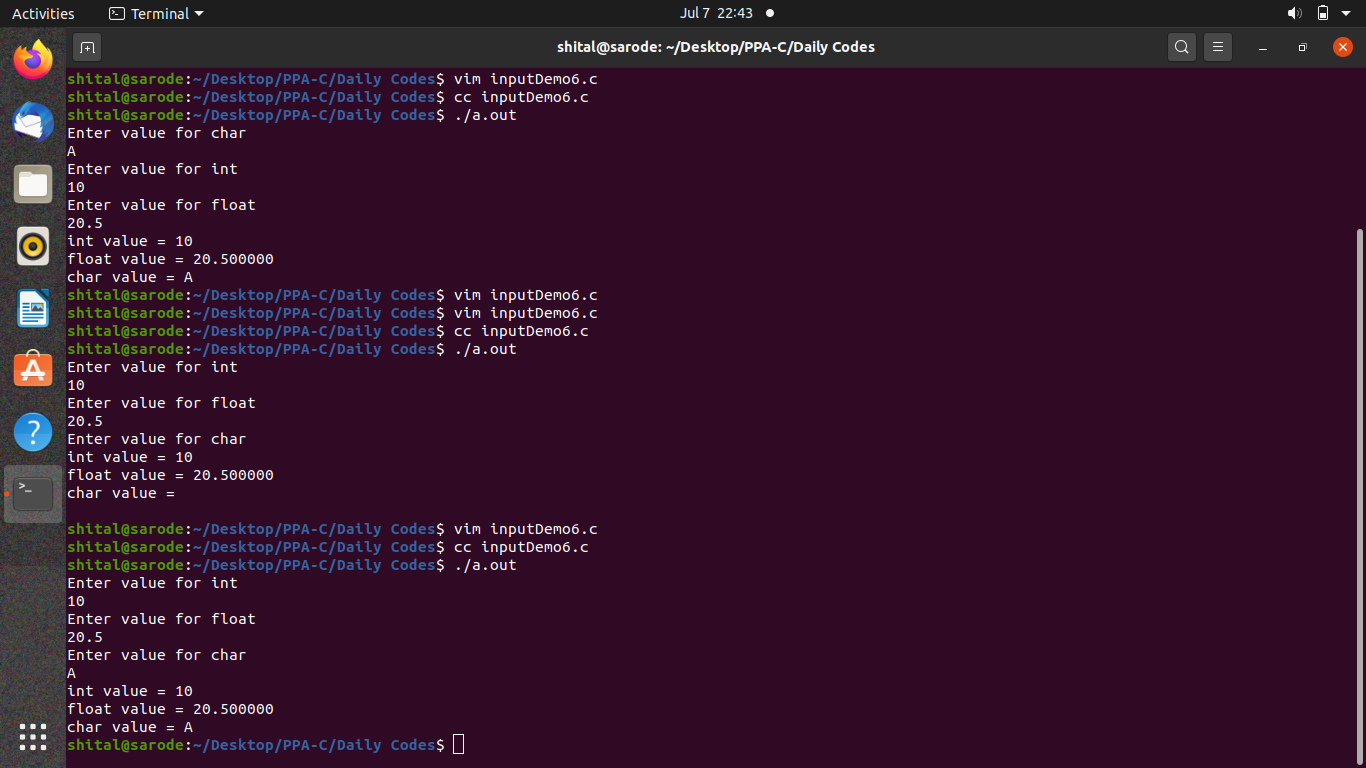 Activities Terminal Jul 7 22:43
shital@sarode: ~/Desktop/PPA-C/Daily Codes
shital@sarode:~/Desktop/PPA-C/Daily Codes$ vim inputDemo6.c
shital@sarode:~/Desktop/PPA-C/Daily Codes$ cc inputDemo6.c
shital@sarode:~/Desktop/PPA-C/Daily Codes$ ./a.out
Enter value for char
A
Enter value for int
10
Enter value for float
20.5
int value = 10
float value = 20.500000
char value = A
shital@sarode:~/Desktop/PPA-C/Daily Codes$ vim inputDemo6.c
shital@sarode:~/Desktop/PPA-C/Daily Codes$ vim inputDemo6.c
shital@sarode:~/Desktop/PPA-C/Daily Codes$ cc inputDemo6.c
shital@sarode:~/Desktop/PPA-C/Daily Codes$ ./a.out
Enter value for int
10
Enter value for float
20.5
Enter value for char
int value = 10
float value = 20.500000
char value =
shital@sarode:~/Desktop/PPA-C/Daily Codes$ vim inputDemo6.c
shital@sarode:~/Desktop/PPA-C/Daily Codes$ cc inputDemo6.c
shital@sarode:~/Desktop/PPA-C/Daily Codes$ ./a.out
Enter value for int
10
Enter value for float
20.5
Enter value for char
A
int value = 10
float value = 20.500000
char value = A
shital@sarode:~/Desktop/PPA-C/Daily Codes$